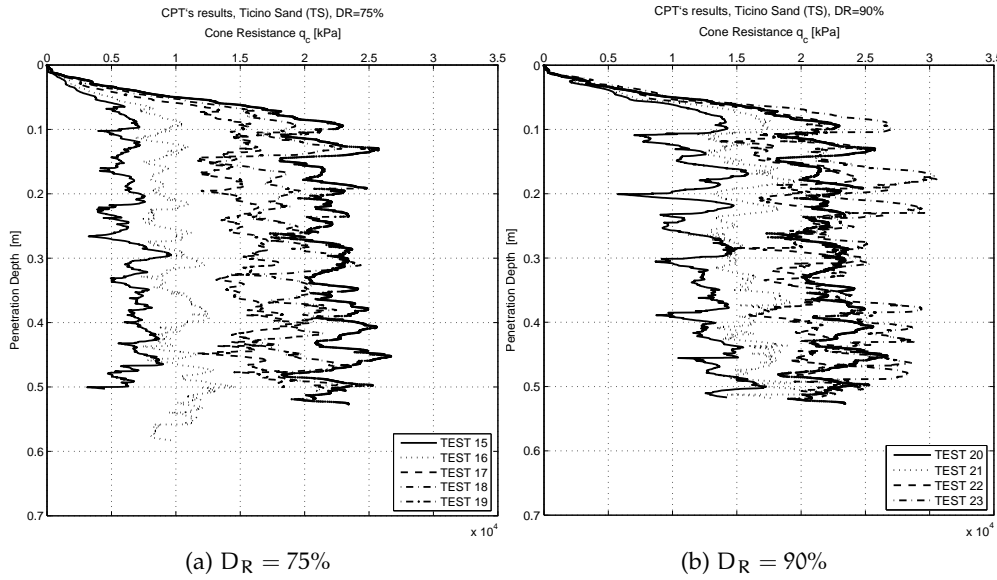 CPT's results, Ticino Sand (TS), DR=75%
Cone Resistance q_c [kPa]
0 0.5 1 1.5 2 2.5 3 3.5
0
0.1
0.2
0.3
0.4
0.5
0.6
0.7
Penetration Depth [m]
TEST 15
TEST 16
TEST 17
TEST 18
TEST 19
x 10^4
(a) D_R = 75%
CPT's results, Ticino Sand (TS), DR=90%
Cone Resistance q_c [kPa]
0 0.5 1 1.5 2 2.5 3 3.5
0
0.1
0.2
0.3
0.4
0.5
0.6
0.7
Penetration Depth [m]
TEST 20
TEST 21
TEST 22
TEST 23
x 10^4
(b) D_R = 90%